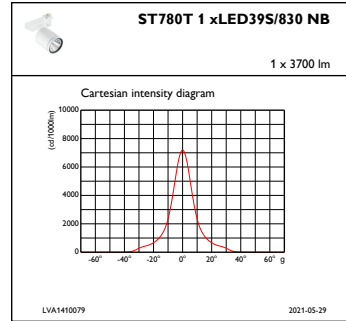 ST780T 1 xLED39S/830 NB
1 x 3700 lm
Cartesian intensity diagram
(cd/1000lm)
10000
8000
6000
4000
2000
0
-60° -40° -20° 0° 20° 40° 60° g
LVA1410079 2021-05-29